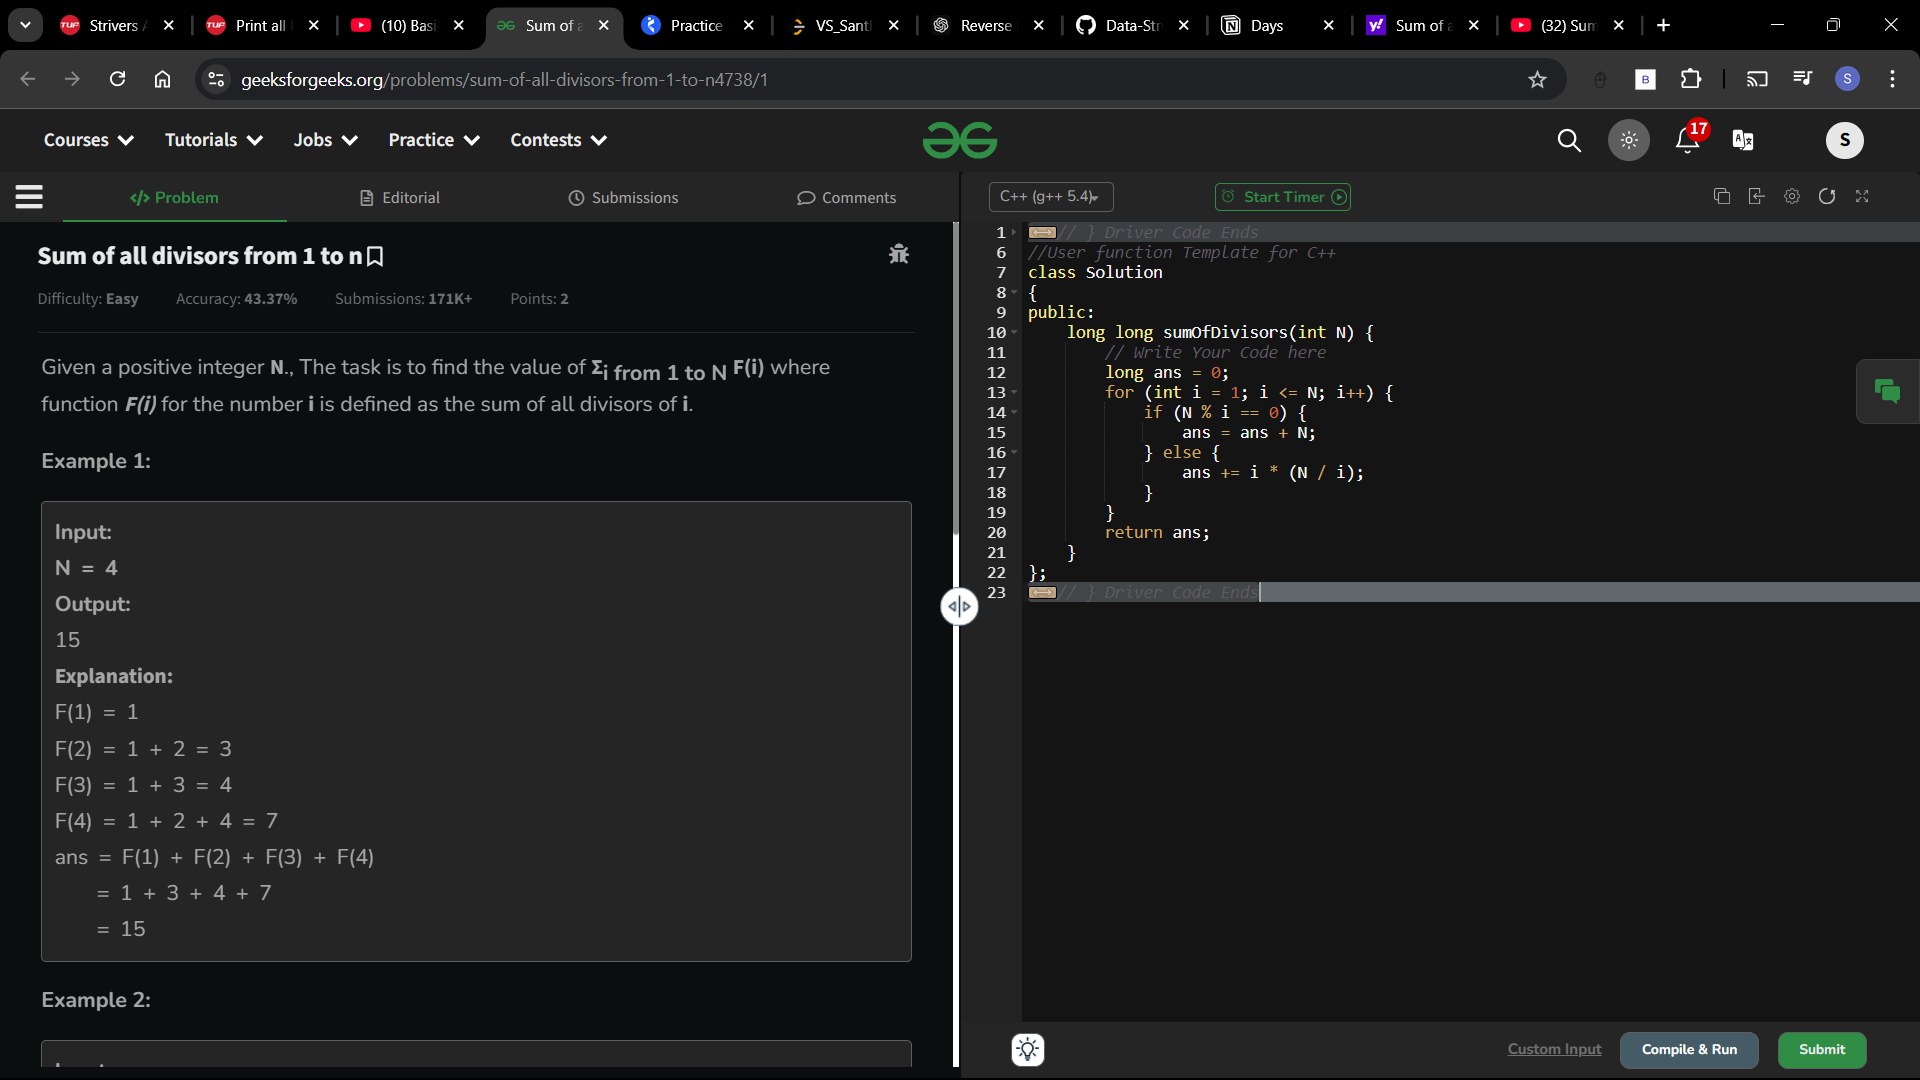 Strivers A
Print all
(10) Basi
Sum of a
Practice
VS_Santh
Reverse
Data-Str
Days
Sum of a
(32) Sum
geeksforgeeks.org/problems/sum-of-all-divisors-from-1-to-n4738/1
B
S
Courses
Tutorials
Jobs
Practice
Contests
17
S
</> Problem
Editorial
Submissions
Comments
C++ (g++ 5.4)
Start Timer
Sum of all divisors from 1 to n
Difficulty: Easy
Accuracy: 43.37%
Submissions: 171K+
Points: 2
Given a positive integer N., The task is to find the value of Σi from 1 to N F(i) where
function F(i) for the number i is defined as the sum of all divisors of i.
Example 1:
Input:
N = 4
Output:
15
Explanation:
F(1) = 1
F(2) = 1 + 2 = 3
F(3) = 1 + 3 = 4
F(4) = 1 + 2 + 4 = 7
ans = F(1) + F(2) + F(3) + F(4)
= 1 + 3 + 4 + 7
= 15
Example 2:
1 // } Driver Code Ends
6 //User function Template for C++
7 class Solution
8 {
9 public:
10 long long sumOfDivisors(int N) {
11 // Write Your Code here
12 long ans = 0;
13 for (int i = 1; i <= N; i++) {
14 if (N % i == 0) {
15 ans = ans + N;
16 } else {
17 ans += i * (N / i);
18 }
19 }
20 return ans;
21 }
22 };
23 // } Driver Code Ends
Custom Input
Compile & Run
Submit